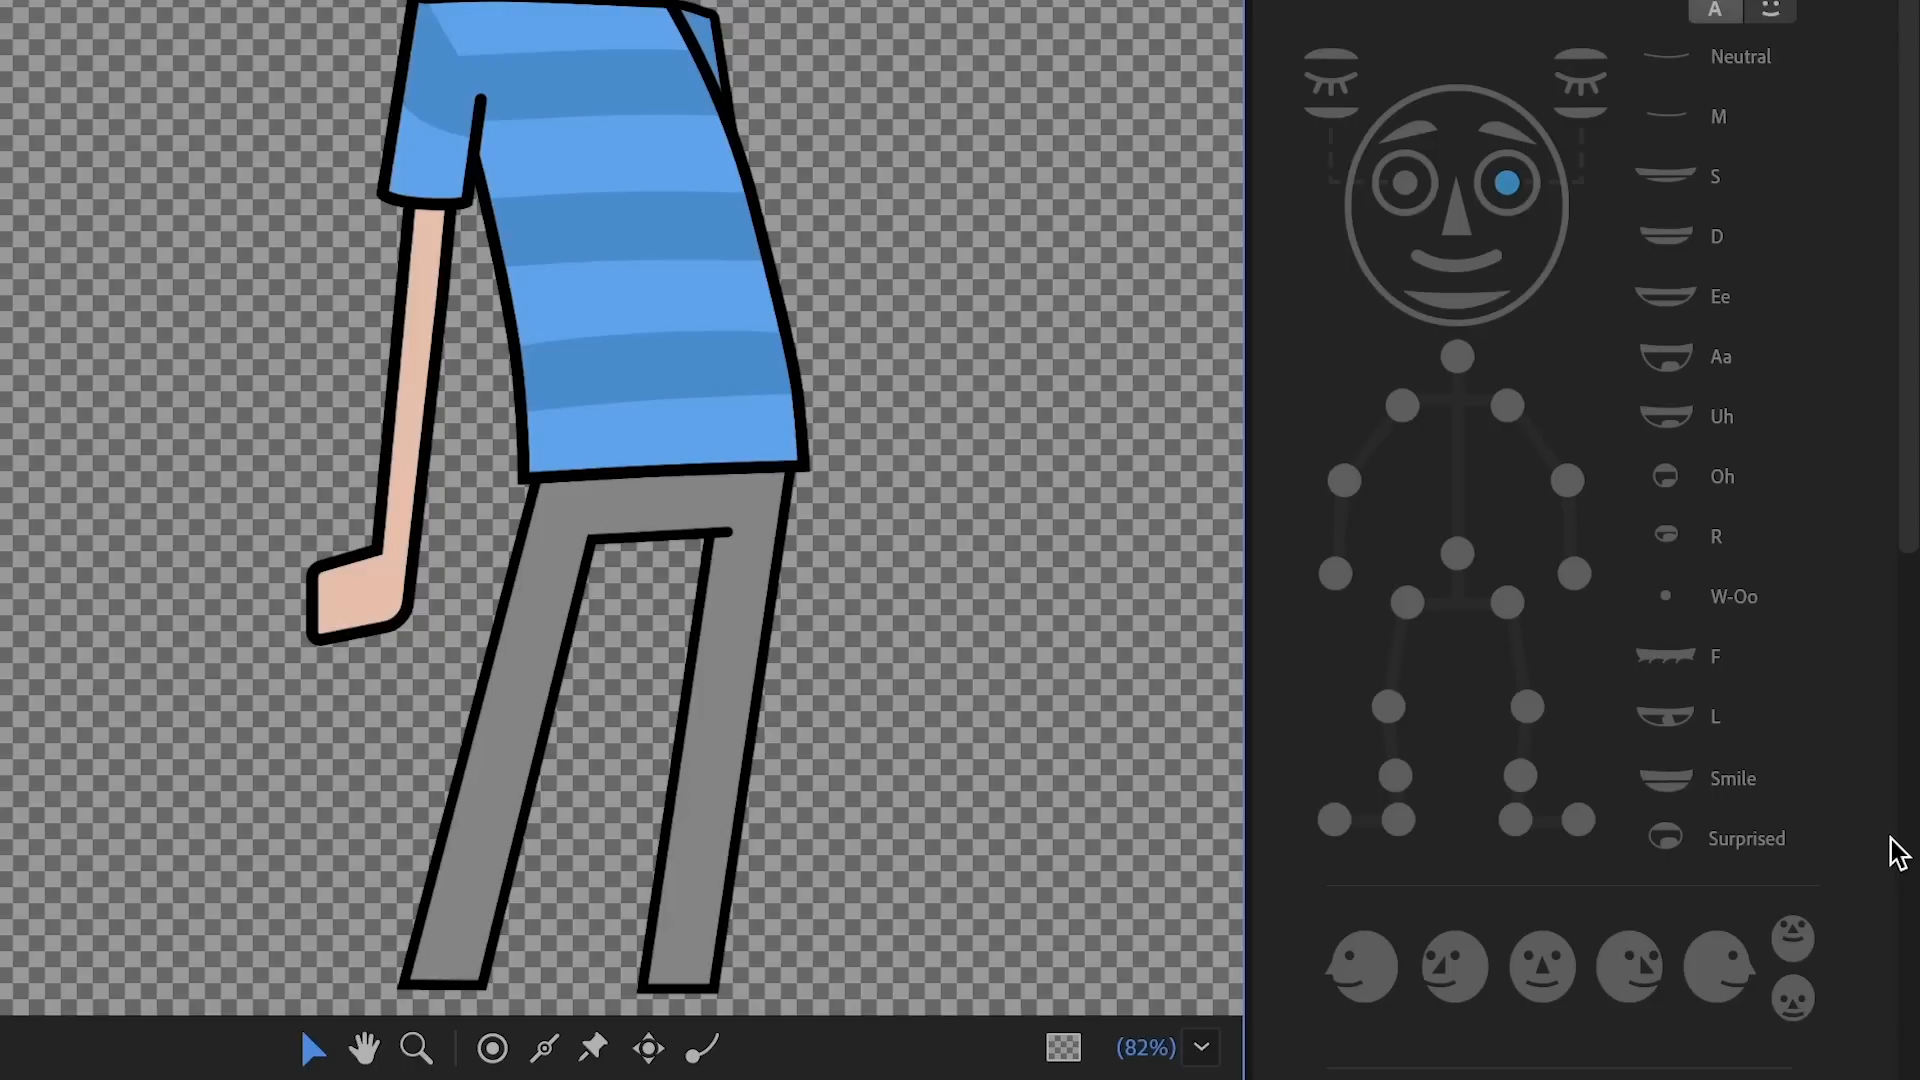 A
Neutral
M
S
D
Ee
Aa
Uh
Oh
R
W-Oo
F
L
Smile
Surprised
(82%)